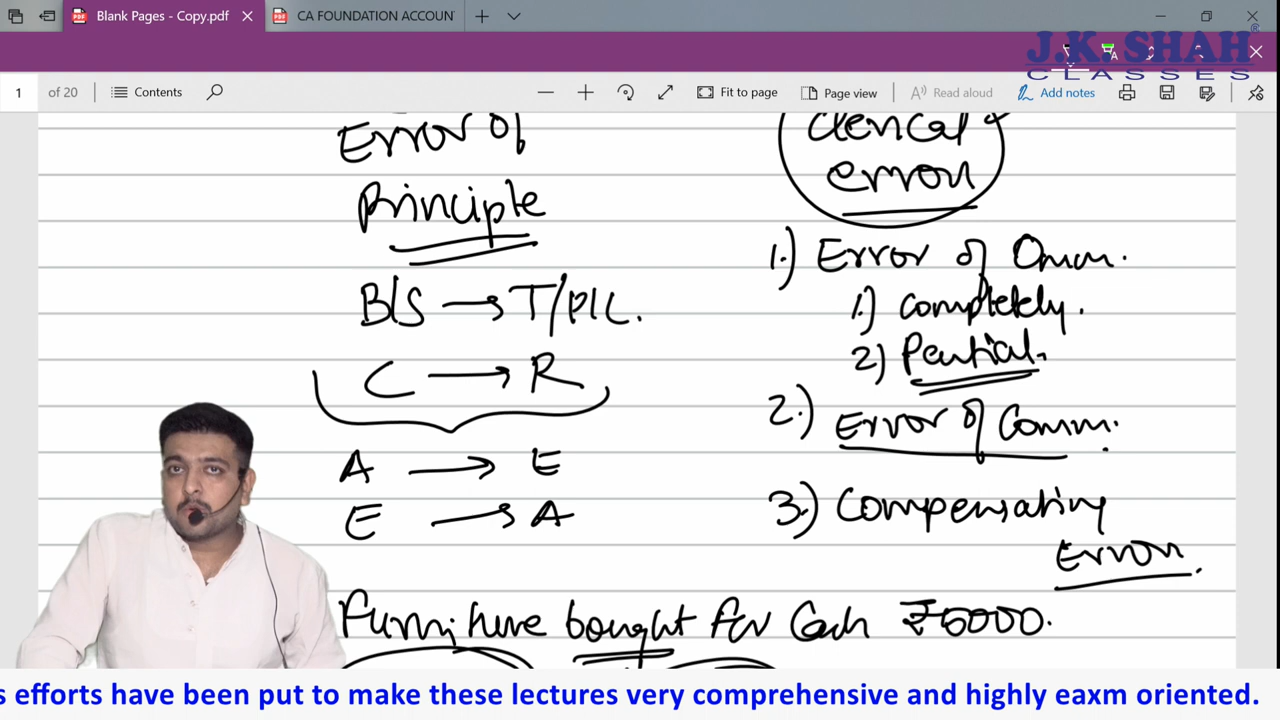 Blank Pages - Copy.pdf
CA FOUNDATION ACCOUN
J.K. SHAH
®
CLASSES
1 of 20
Contents
Fit to page
Page view
Read aloud
Add notes
Error of
Principle
B/S → T/P/L.
C → R
A → E
E → A
Clerical
error
1.) Error of Omm.
1) Completely.
2) Partial.
2.) Error of Comm.
3.) Compensating
Error.
Furniture bought for Cash ₹5000.
s efforts have been put to make these lectures very comprehensive and highly eaxm oriented.